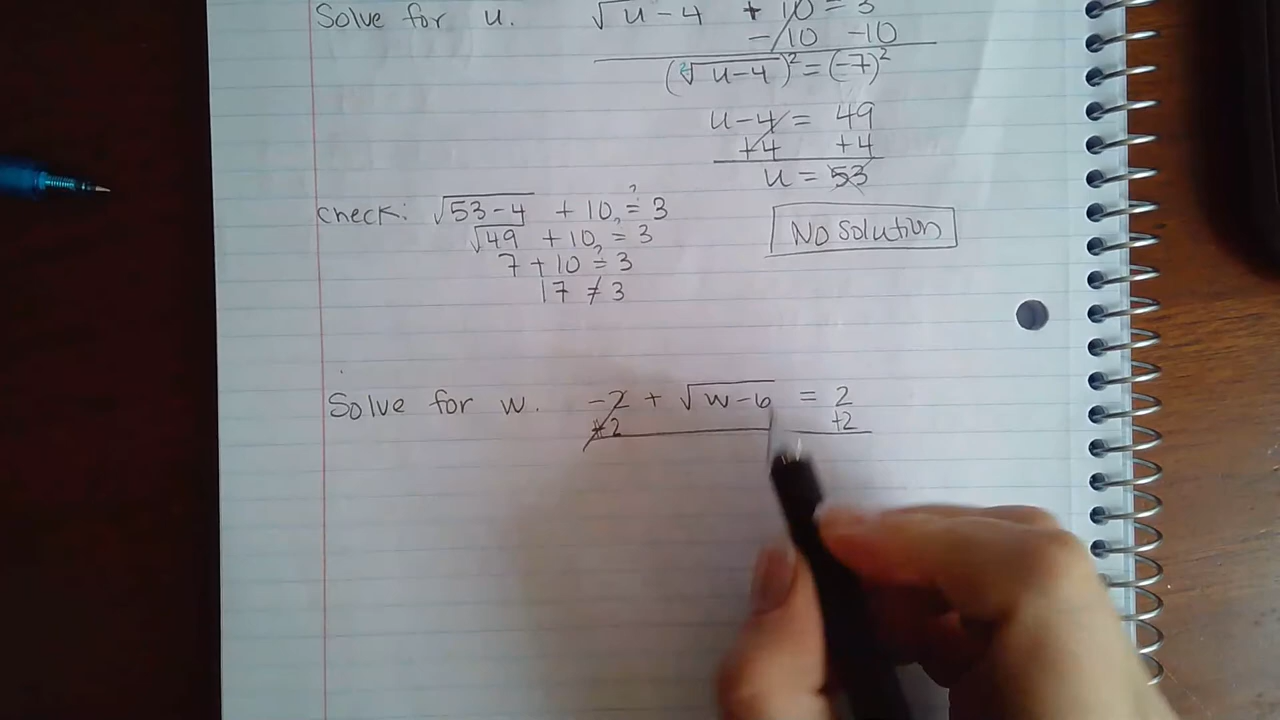 Solve for u. √u-4 + 10 = 3
-10 -10
(²√u-4)² = (-7)²
u-4 = 49
+4 +4
u = 53
check: √53-4 + 10 ?= 3
√49 + 10 ?= 3
7 + 10 ?= 3
17 ≠ 3
No solution
Solve for w. -2 + √w-6 = 2
+2 +2